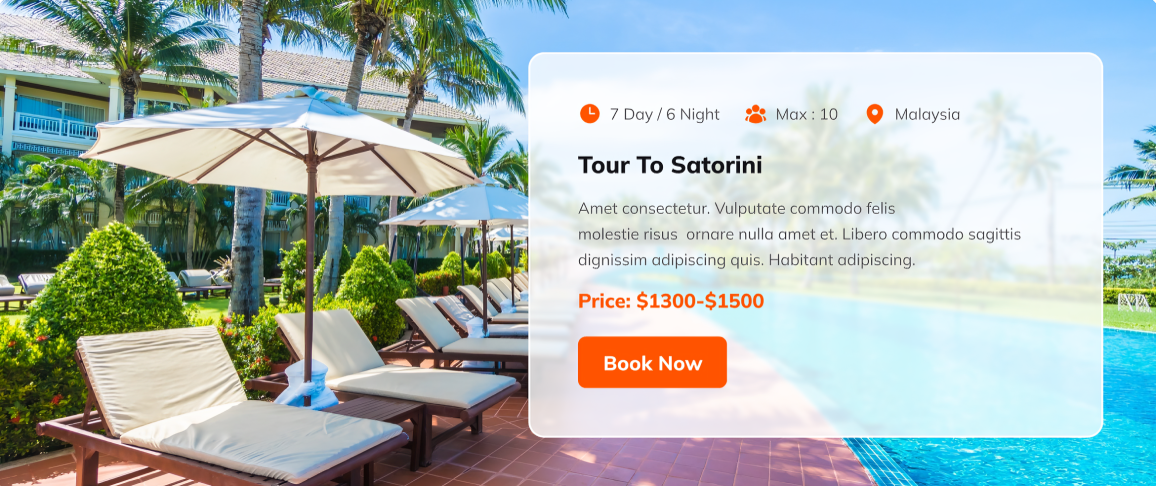 7 Day / 6 Night Max : 10 Malaysia
Tour To Satorini
Amet consectetur. Vulputate commodo felis
molestie risus ornare nulla amet et. Libero commodo sagittis
dignissim adipiscing quis. Habitant adipiscing.
Price: $1300-$1500
Book Now